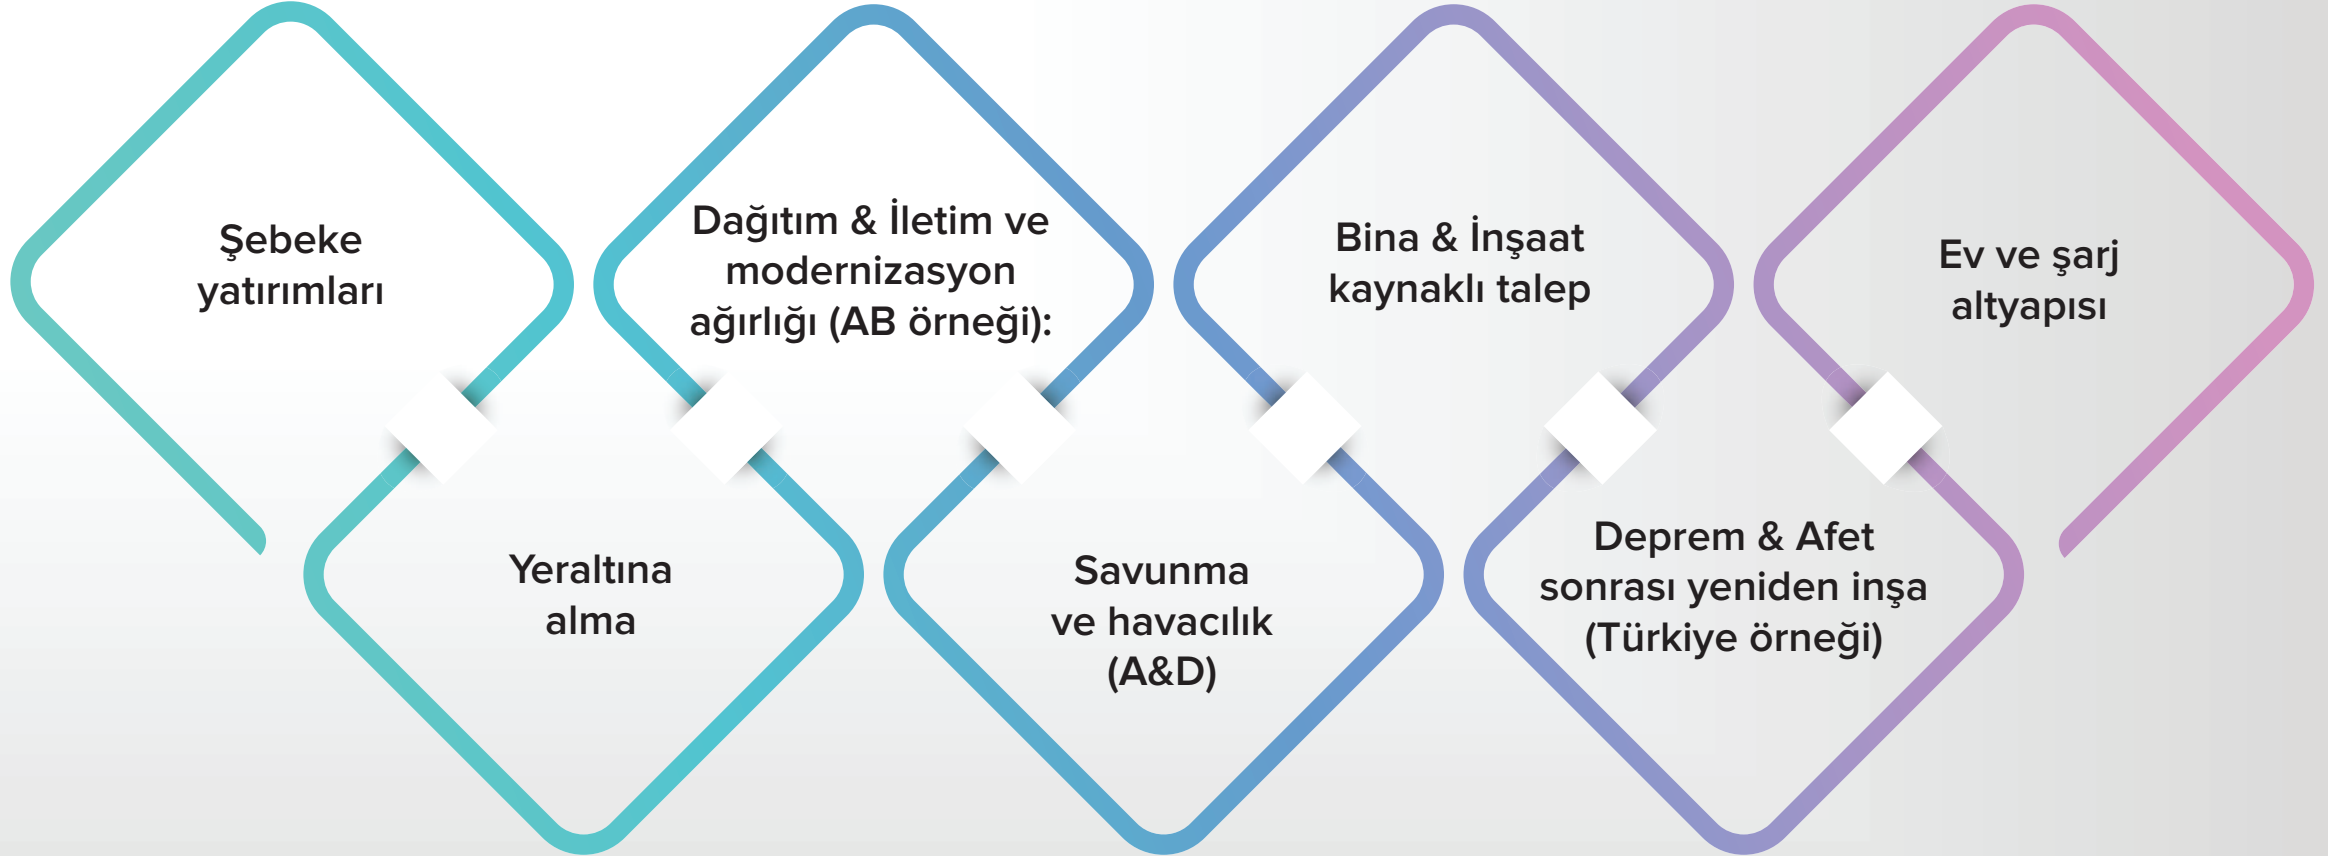 Şebeke
yatırımları
Yeraltına
alma
Dağıtım & İletim ve
modernizasyon
ağırlığı (AB örneği):
Savunma
ve havacılık
(A&D)
Bina & İnşaat
kaynaklı talep
Deprem & Afet
sonrası yeniden inşa
(Türkiye örneği)
Ev ve şarj
altyapısı